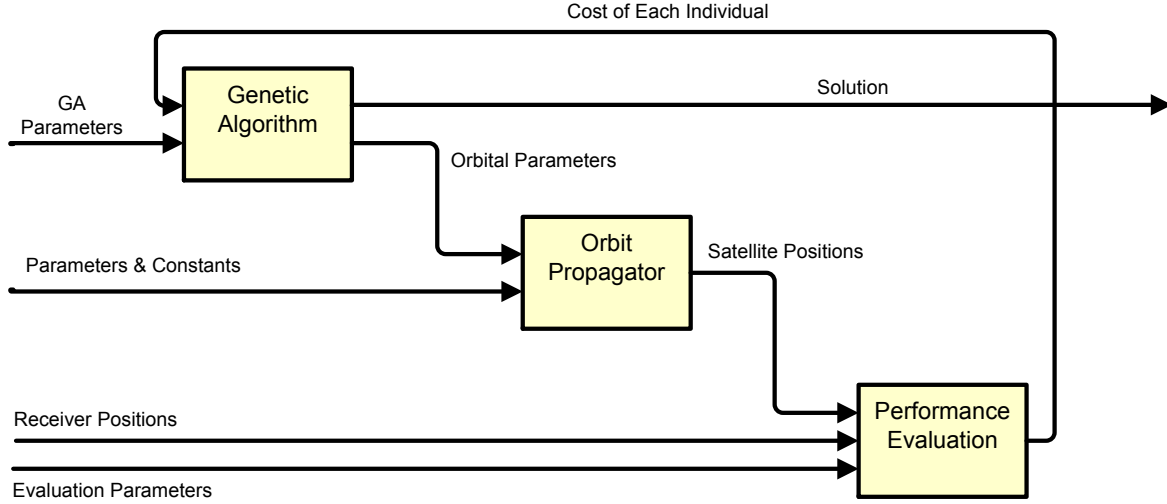 Cost of Each Individual
Genetic
Algorithm
Solution
GA
Parameters
Orbital Parameters
Orbit
Propagator
Satellite Positions
Parameters & Constants
Performance
Evaluation
Receiver Positions
Evaluation Parameters